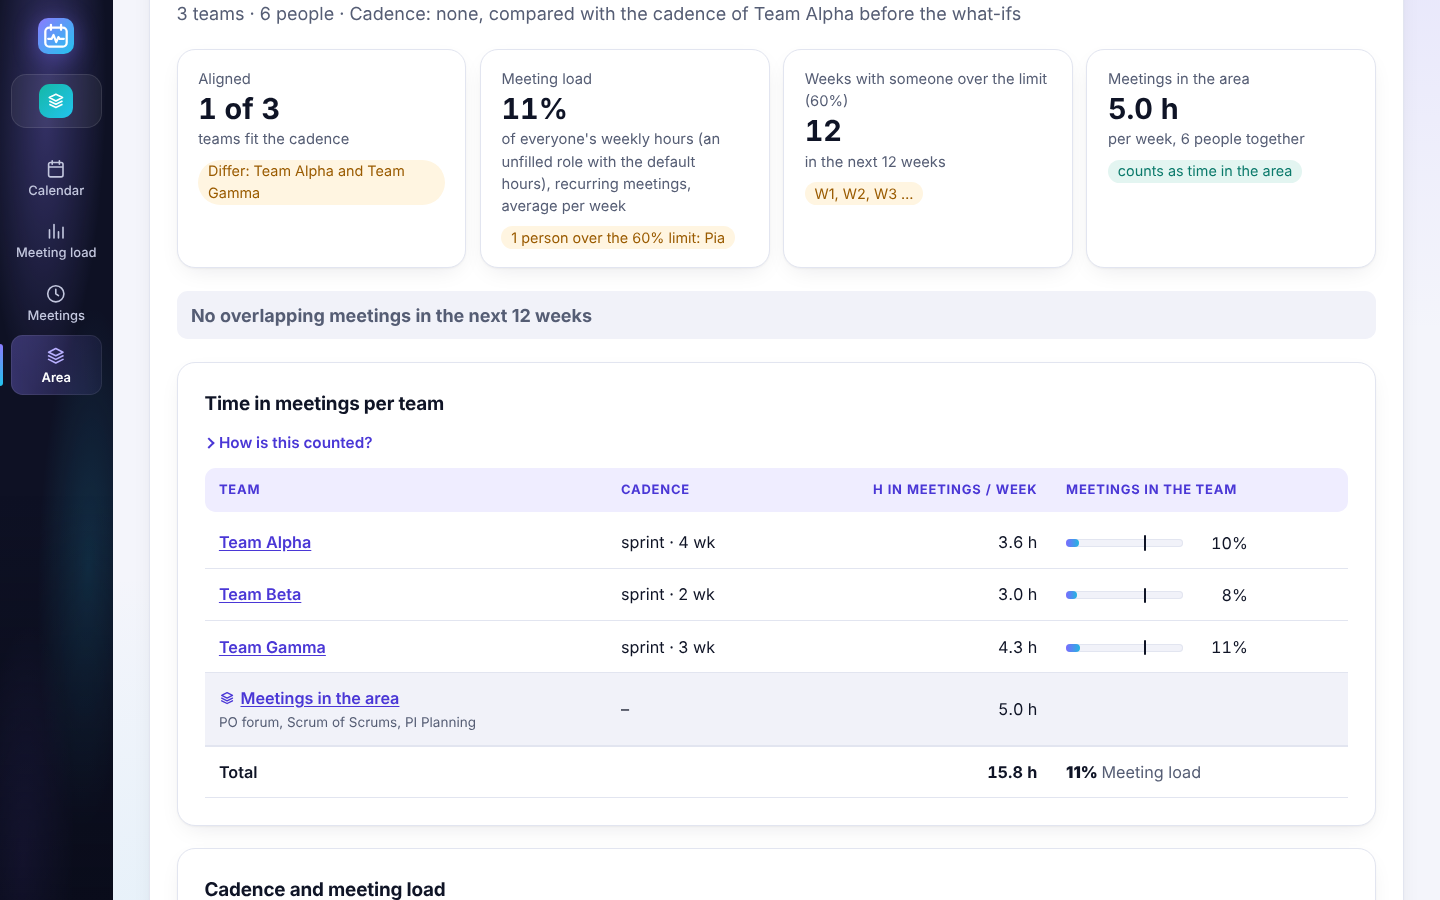 3 teams · 6 people · Cadence: none, compared with the cadence of Team Alpha before the what-ifs
Calendar
Meeting load
Meetings
Area
Aligned
1 of 3
teams fit the cadence
Differ: Team Alpha and Team
Gamma
Meeting load
11%
of everyone's weekly hours (an
unfilled role with the default
hours), recurring meetings,
average per week
1 person over the 60% limit: Pia
Weeks with someone over the limit
(60%)
12
in the next 12 weeks
W1, W2, W3 ...
Meetings in the area
5.0 h
per week, 6 people together
counts as time in the area
No overlapping meetings in the next 12 weeks
Time in meetings per team
How is this counted?
TEAM CADENCE H IN MEETINGS / WEEK MEETINGS IN THE TEAM
Team Alpha sprint · 4 wk 3.6 h 10%
Team Beta sprint · 2 wk 3.0 h 8%
Team Gamma sprint · 3 wk 4.3 h 11%
Meetings in the area – 5.0 h
PO forum, Scrum of Scrums, PI Planning
Total 15.8 h 11% Meeting load
Cadence and meeting load